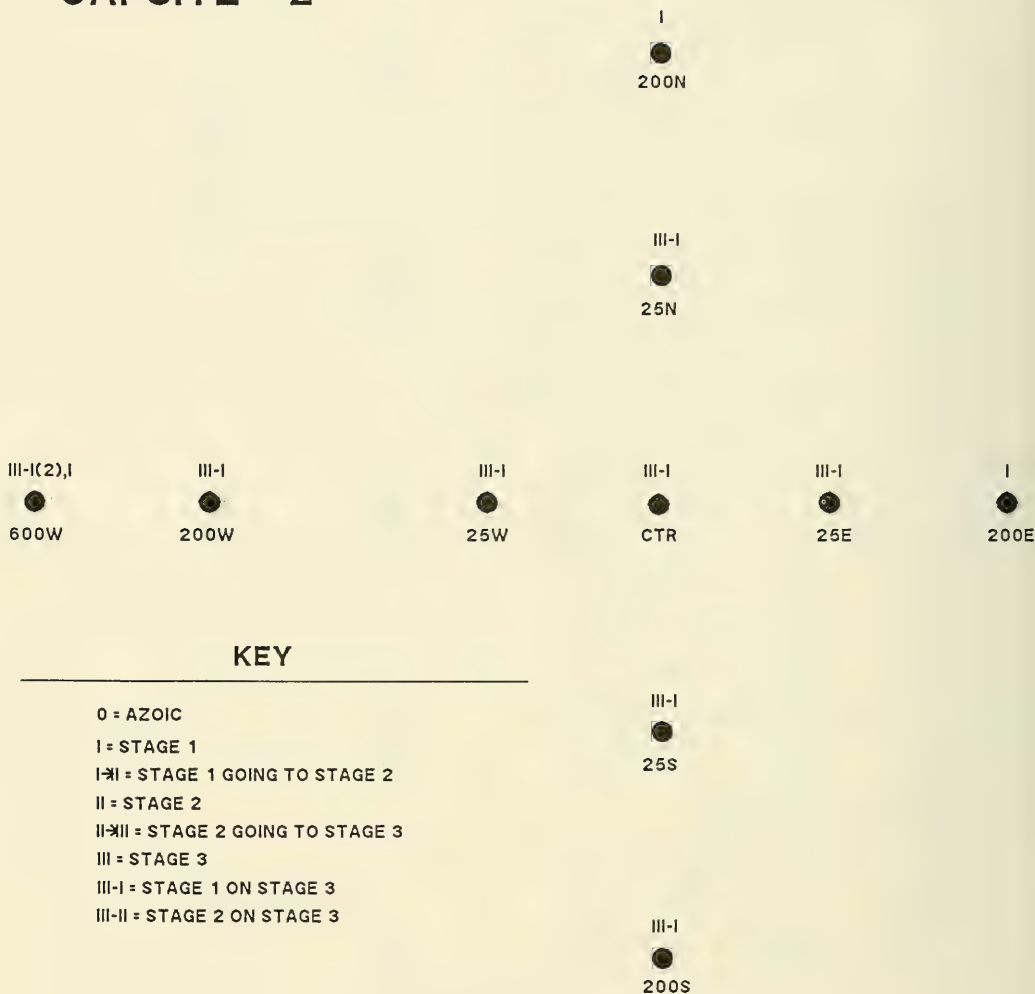 I
200N
III-I
25N
III-I(2),I III-I III-I III-I III-I I
600W 200W 25W CTR 25E 200E
KEY
0 = AZOIC
I = STAGE 1
I→II = STAGE 1 GOING TO STAGE 2
II = STAGE 2
II→III = STAGE 2 GOING TO STAGE 3
III = STAGE 3
III-I = STAGE 1 ON STAGE 3
III-II = STAGE 2 ON STAGE 3
III-I
25S
III-I
200S